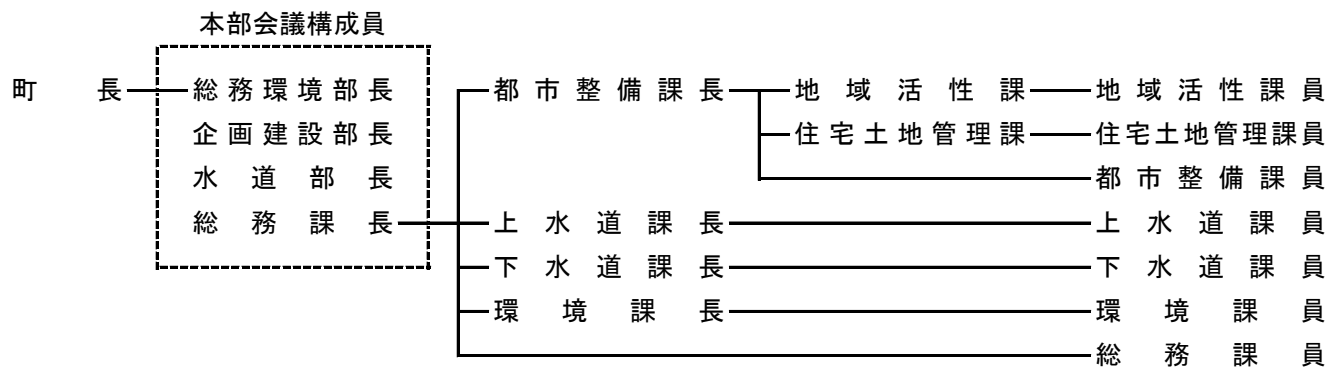 本部会議構成員
町長 総務環境部長 都市整備課長 地域活性課 地域活性課員
企画建設部長 住宅土地管理課 住宅土地管理課員
水道部長 都市整備課員
総務課長 上水道課長 上水道課員
下水道課長 下水道課員
環境課長 環境課員
総務課員